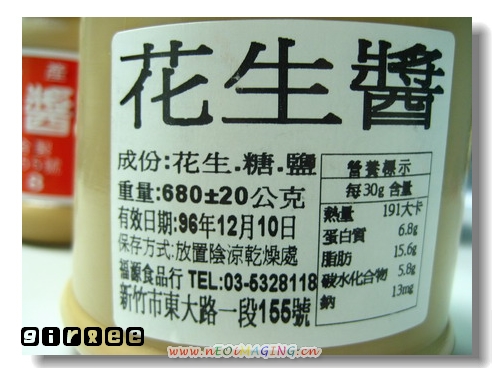 花生醬
成份:花生.糖.鹽
重量:680±20公克
有效日期:96年12月10日
保存方式:放置陰涼乾燥處
福源食品行 TEL:03-5328118
新竹市東大路一段155號
營養標示
每30g 含量
熱量 191大卡
蛋白質 6.8g
脂肪 15.6g
碳水化合物 5.8g
鈉 13mg
醬
girlee
www.nEOiMAGING.cn